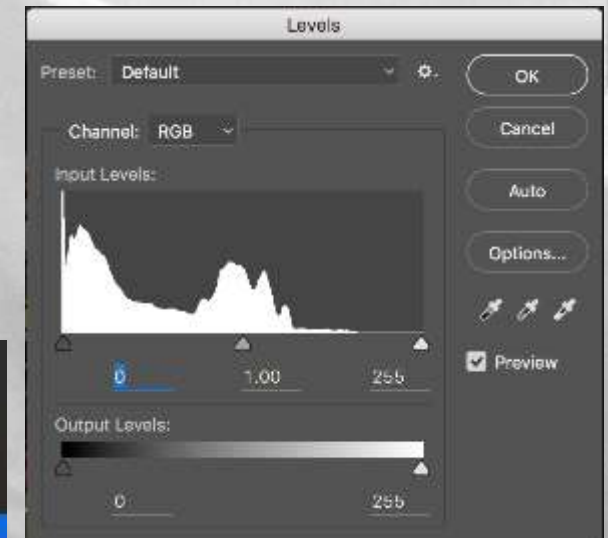 Levels
Preset: Default
OK
Channel: RGB
Cancel
Input Levels:
Auto
Options...
Preview
0 1.00 255
Output Levels:
0 255